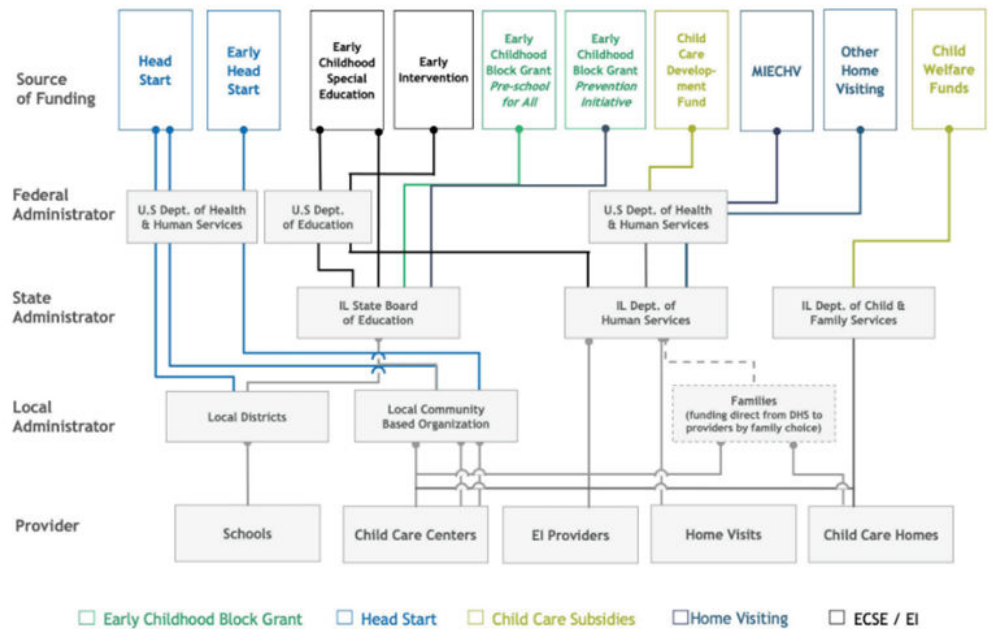 Source
of Funding
Head
Start
Early
Head
Start
Early
Childhood
Special
Education
Early
Intervention
Early
Childhood
Block Grant
Pre-school
for All
Early
Childhood
Block Grant
Prevention
Initiative
Child
Care
Develop-
ment
Fund
MIECHV
Other
Home
Visiting
Child
Welfare
Funds
Federal
Administrator
U.S Dept. of Health
& Human Services
U.S Dept.
of Education
U.S Dept. of Health
& Human Services
State
Administrator
IL State Board
of Education
IL Dept. of
Human Services
IL Dept. of Child &
Family Services
Local
Administrator
Local Districts
Local Community
Based Organization
Families
(funding direct from DHS to
providers by family choice)
Provider
Schools
Child Care Centers
EI Providers
Home Visits
Child Care Homes
Early Childhood Block Grant
Head Start
Child Care Subsidies
Home Visiting
ECSE / EI